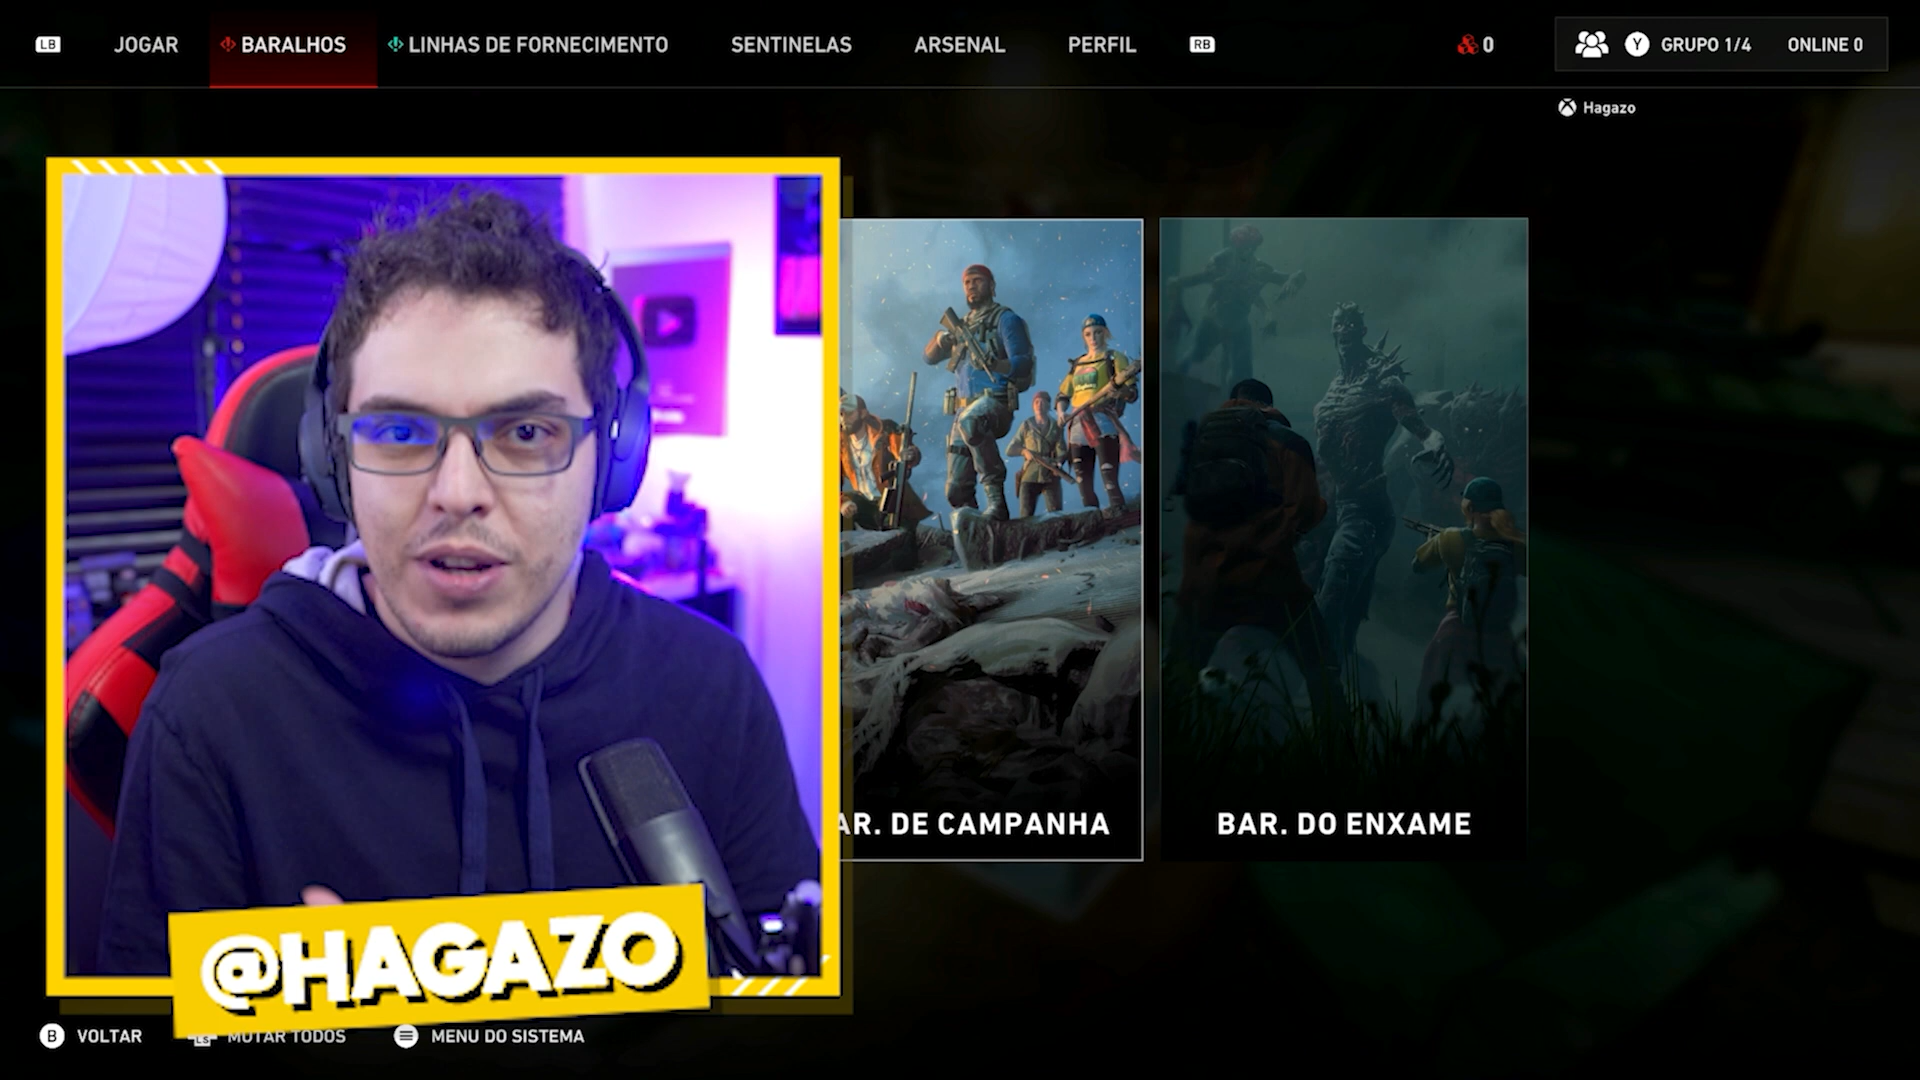 LB JOGAR BARALHOS LINHAS DE FORNECIMENTO SENTINELAS ARSENAL PERFIL RB 0 Y GRUPO 1/4 ONLINE 0
Hagazo
AR. DE CAMPANHA
BAR. DO ENXAME
@HAGAZO
B VOLTAR LS MUTAR TODOS MENU DO SISTEMA